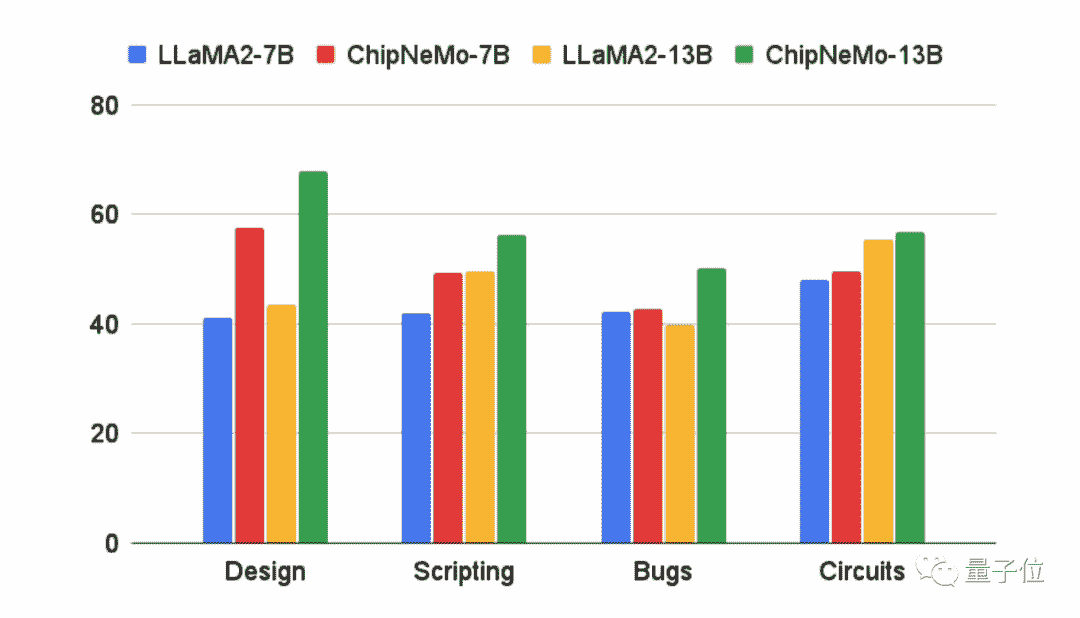 LLaMA2-7B ChipNeMo-7B LLaMA2-13B ChipNeMo-13B
80
60
40
20
0
Design Scripting Bugs Circuits
量子位